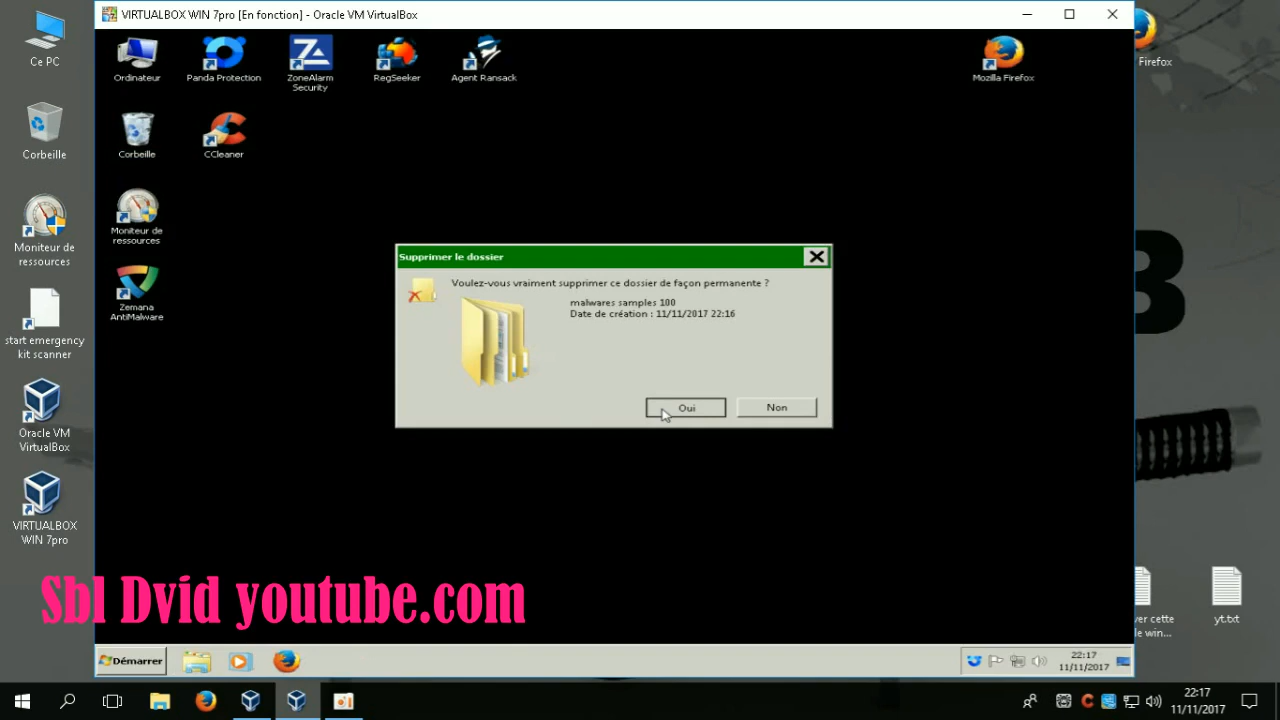 VIRTUALBOX WIN 7pro [En fonction] - Oracle VM VirtualBox
Ce PC
Firefox
Ordinateur
Panda Protection
ZoneAlarm
Security
RegSeeker
Agent Ransack
Mozilla Firefox
Corbeille
Corbeille
CCleaner
Moniteur de
ressources
Moniteur de
ressources
Supprimer le dossier
Voulez-vous vraiment supprimer ce dossier de façon permanente ?
malwares samples 100
Date de création : 11/11/2017 22:16
Oui
Non
Zemana
AntiMalware
start emergency
kit scanner
Oracle VM
VirtualBox
VIRTUALBOX
WIN 7pro
B
Sbl Dvid youtube.com
ver cette
le win...
yt.txt
Démarrer
22:17
11/11/2017
22:17
11/11/2017